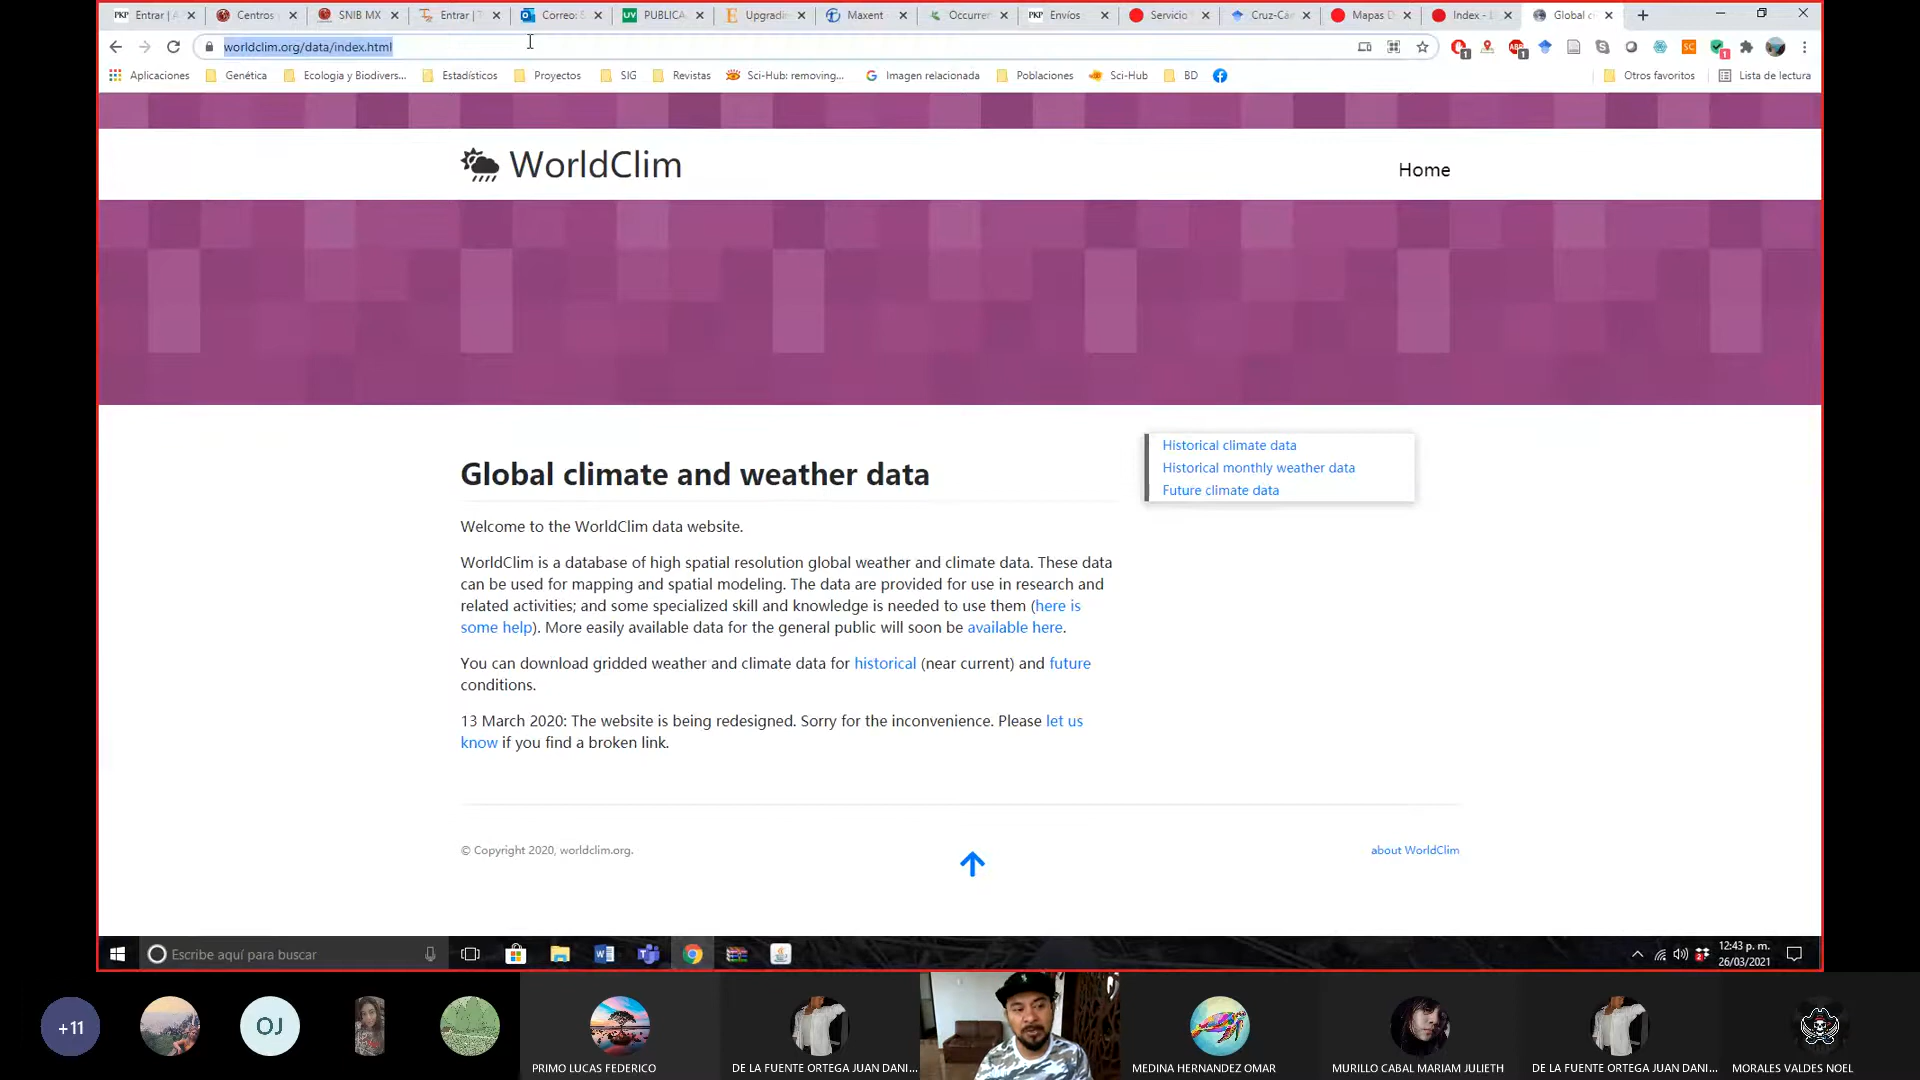 PKP Entrar | A
Centros
SNIB MX
Entrar | T
Correo: S
UV PUBLICA
E Upgradin
Maxent
Occurren
PKP Envíos
Servicio
Cruz-Cár
Mapas D
Index - L
Global c
worldclim.org/data/index.html
Aplicaciones
Genética
Ecologia y Biodivers...
Estadísticos
Proyectos
SIG
Revistas
Sci-Hub: removing...
Imagen relacionada
Poblaciones
Sci-Hub
BD
Otros favoritos
Lista de lectura
WorldClim
Home
Historical climate data
Historical monthly weather data
Future climate data
Global climate and weather data
Welcome to the WorldClim data website.
WorldClim is a database of high spatial resolution global weather and climate data. These data
can be used for mapping and spatial modeling. The data are provided for use in research and
related activities; and some specialized skill and knowledge is needed to use them (here is
some help). More easily available data for the general public will soon be available here.
You can download gridded weather and climate data for historical (near current) and future
conditions.
13 March 2020: The website is being redesigned. Sorry for the inconvenience. Please let us
know if you find a broken link.
© Copyright 2020, worldclim.org.
about WorldClim
Escribe aquí para buscar
12:43 p. m.
26/03/2021
+11
OJ
PRIMO LUCAS FEDERICO
DE LA FUENTE ORTEGA JUAN DANI...
MEDINA HERNANDEZ OMAR
MURILLO CABAL MARIAM JULIETH
DE LA FUENTE ORTEGA JUAN DANI...
MORALES VALDES NOEL